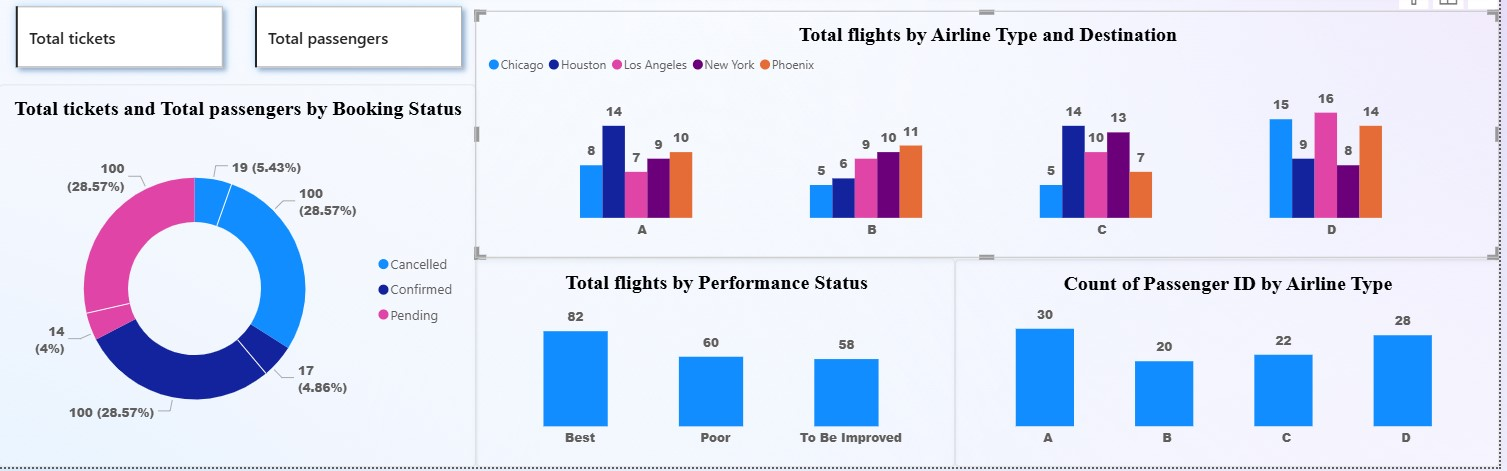 Total tickets
Total passengers
Total tickets and Total passengers by Booking Status
100
(28.57%)
19 (5.43%)
100
(28.57%)
14
(4%)
17
(4.86%)
100 (28.57%)
Cancelled
Confirmed
Pending
Total flights by Airline Type and Destination
Chicago Houston Los Angeles New York Phoenix
8 14 7 9 10
5 6 9 10 11
5 14 10 13 7
15 9 16 8 14
A B C D
Total flights by Performance Status
82 60 58
Best Poor To Be Improved
Count of Passenger ID by Airline Type
30 20 22 28
A B C D